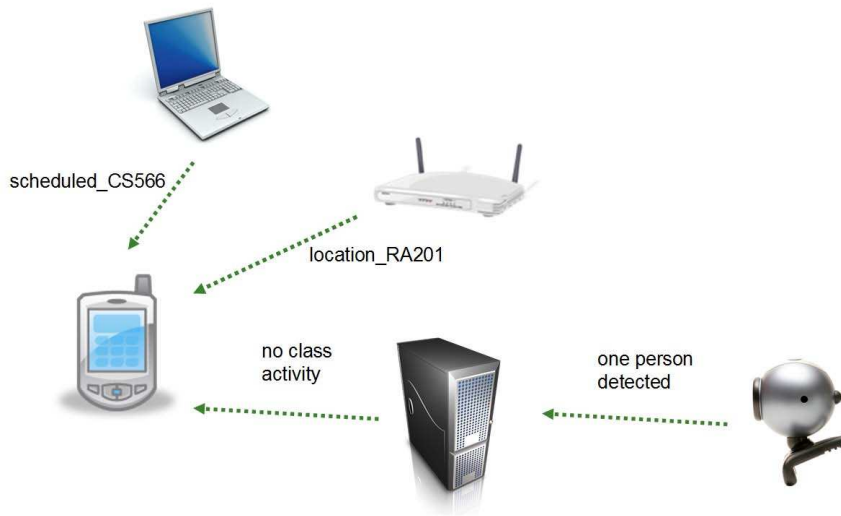 scheduled_CS566
location_RA201
no class
activity
one person
detected